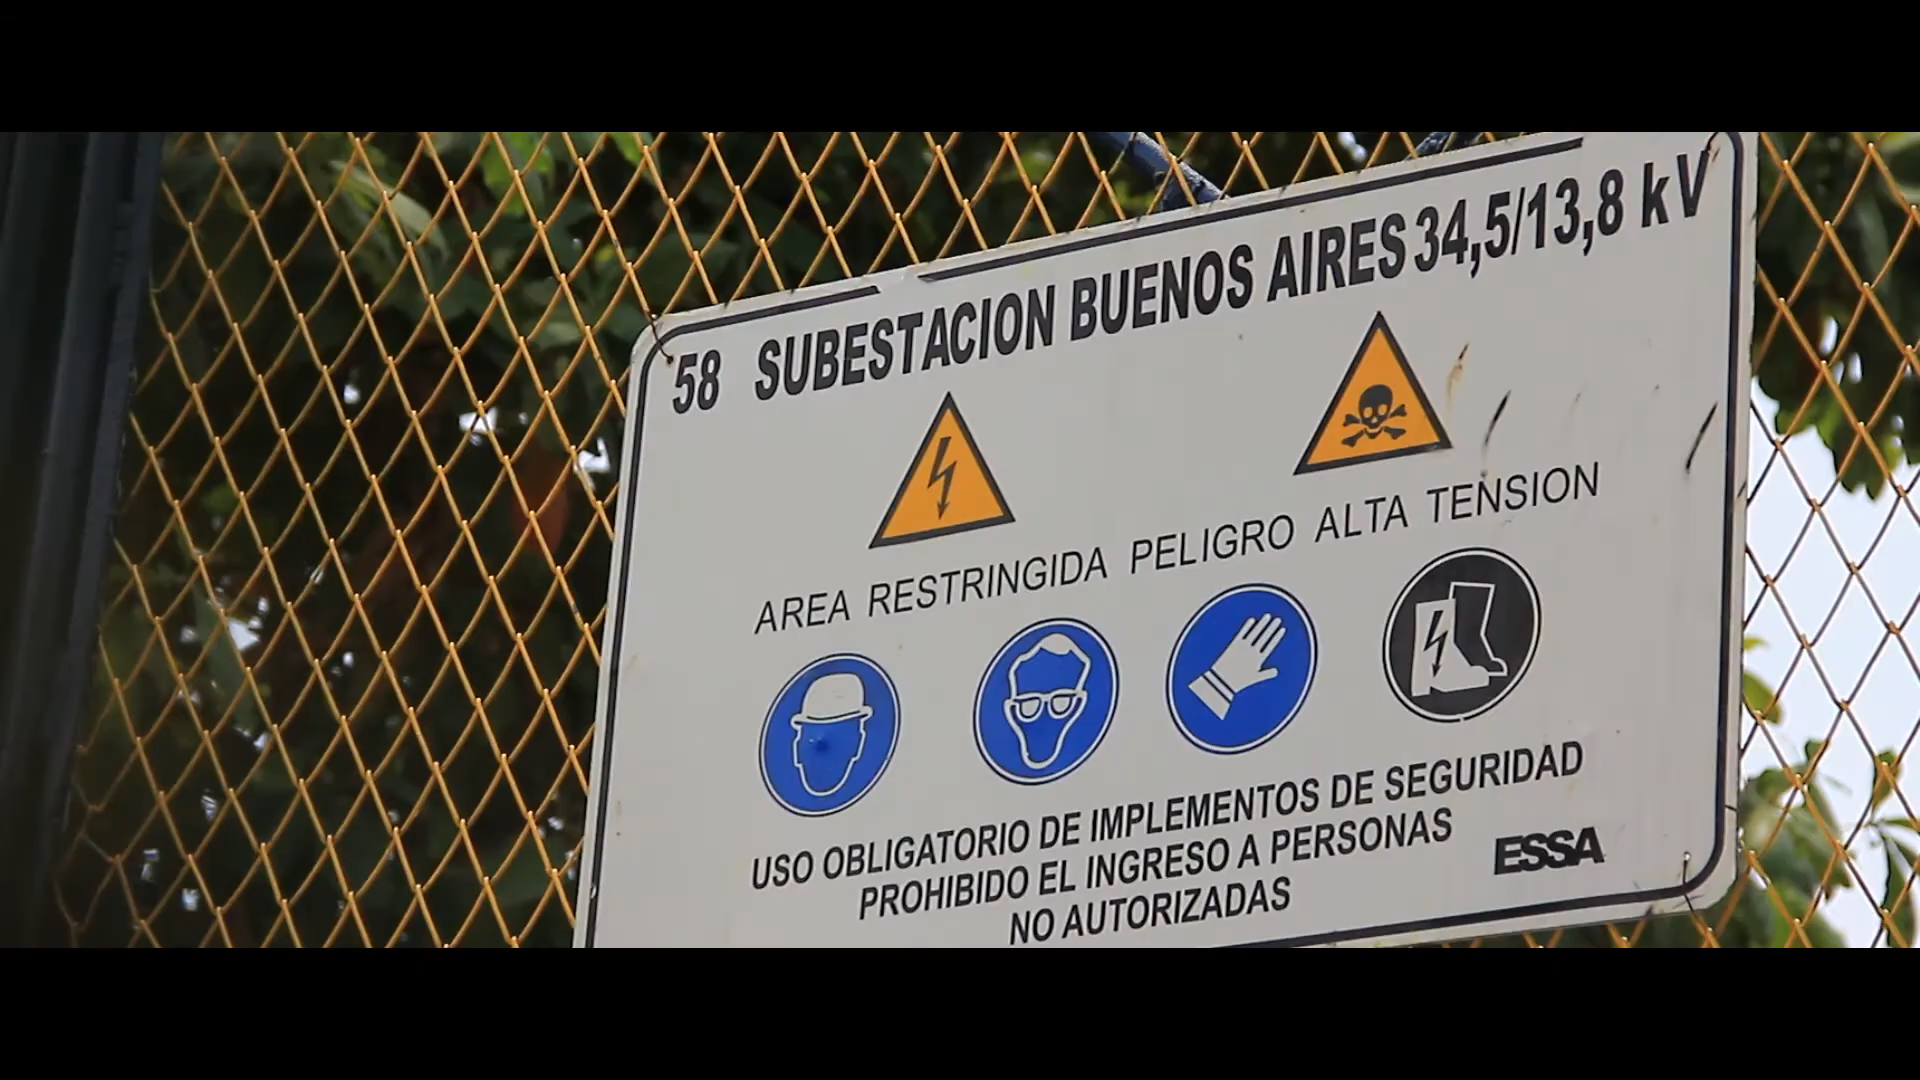 58 SUBESTACION BUENOS AIRES 34,5/13,8 kV
AREA RESTRINGIDA PELIGRO ALTA TENSION
USO OBLIGATORIO DE IMPLEMENTOS DE SEGURIDAD
PROHIBIDO EL INGRESO A PERSONAS
NO AUTORIZADAS
ESSA